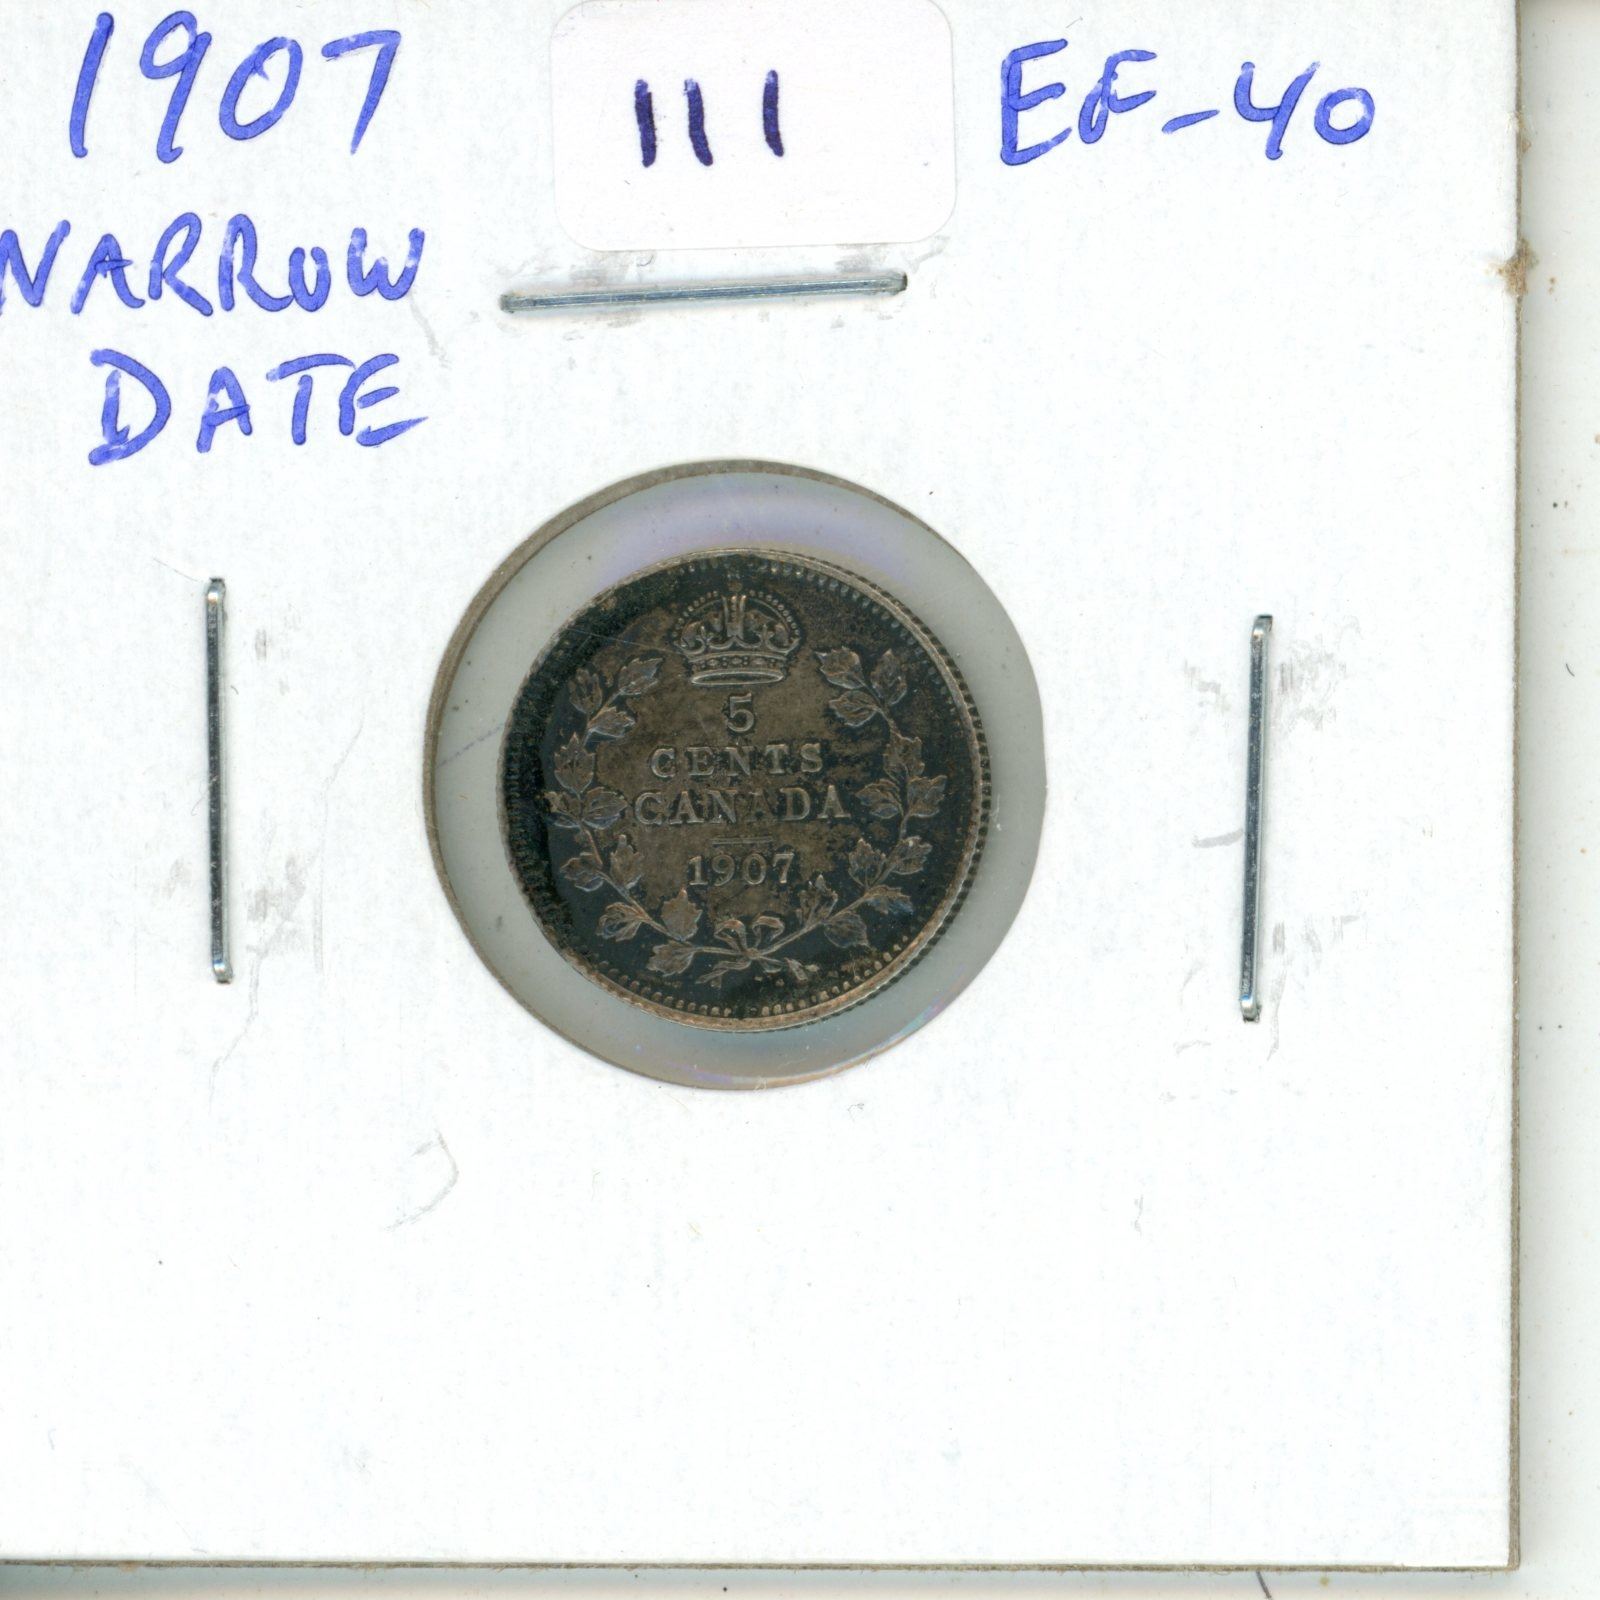 1907
NARROW
DATE
111
EF-40
5
CENTS
CANADA
1907